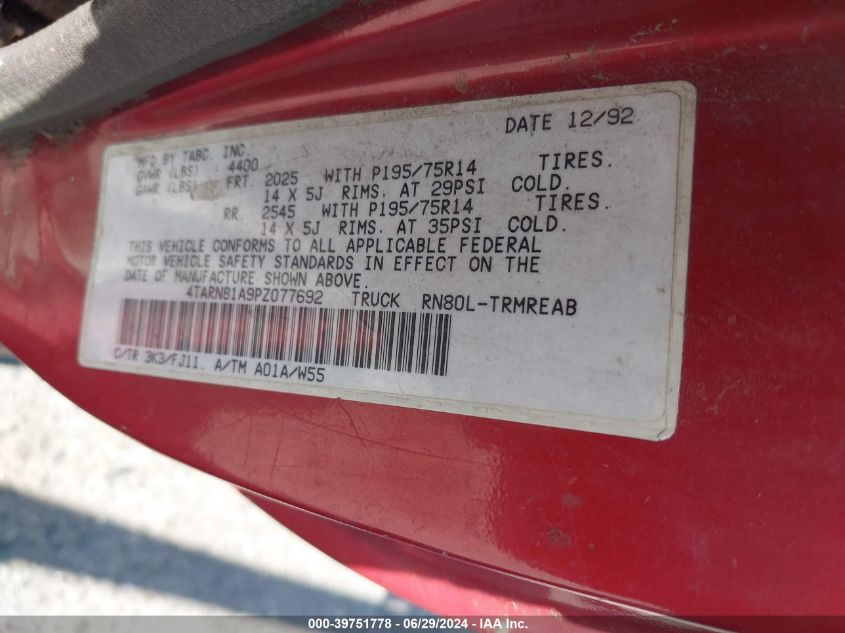 DATE 12/92
MFD.BY TABC, INC.
GVWR (LBS) : 4400
GAWR (LBS) FRT. 2025 WITH P195/75R14 TIRES.
14 X 5J RIMS. AT 29PSI COLD.
RR. 2545 WITH P195/75R14 TIRES.
14 X 5J RIMS. AT 35PSI COLD.
THIS VEHICLE CONFORMS TO ALL APPLICABLE FEDERAL
MOTOR VEHICLE SAFETY STANDARDS IN EFFECT ON THE
DATE OF MANUFACTURE SHOWN ABOVE.
4TARN81A9PZ077692 TRUCK RN80L-TRMREAB
C/TR 3K3/FJ11. A/TM A01A/W55
000-39751778 - 06/29/2024 - IAA Inc.